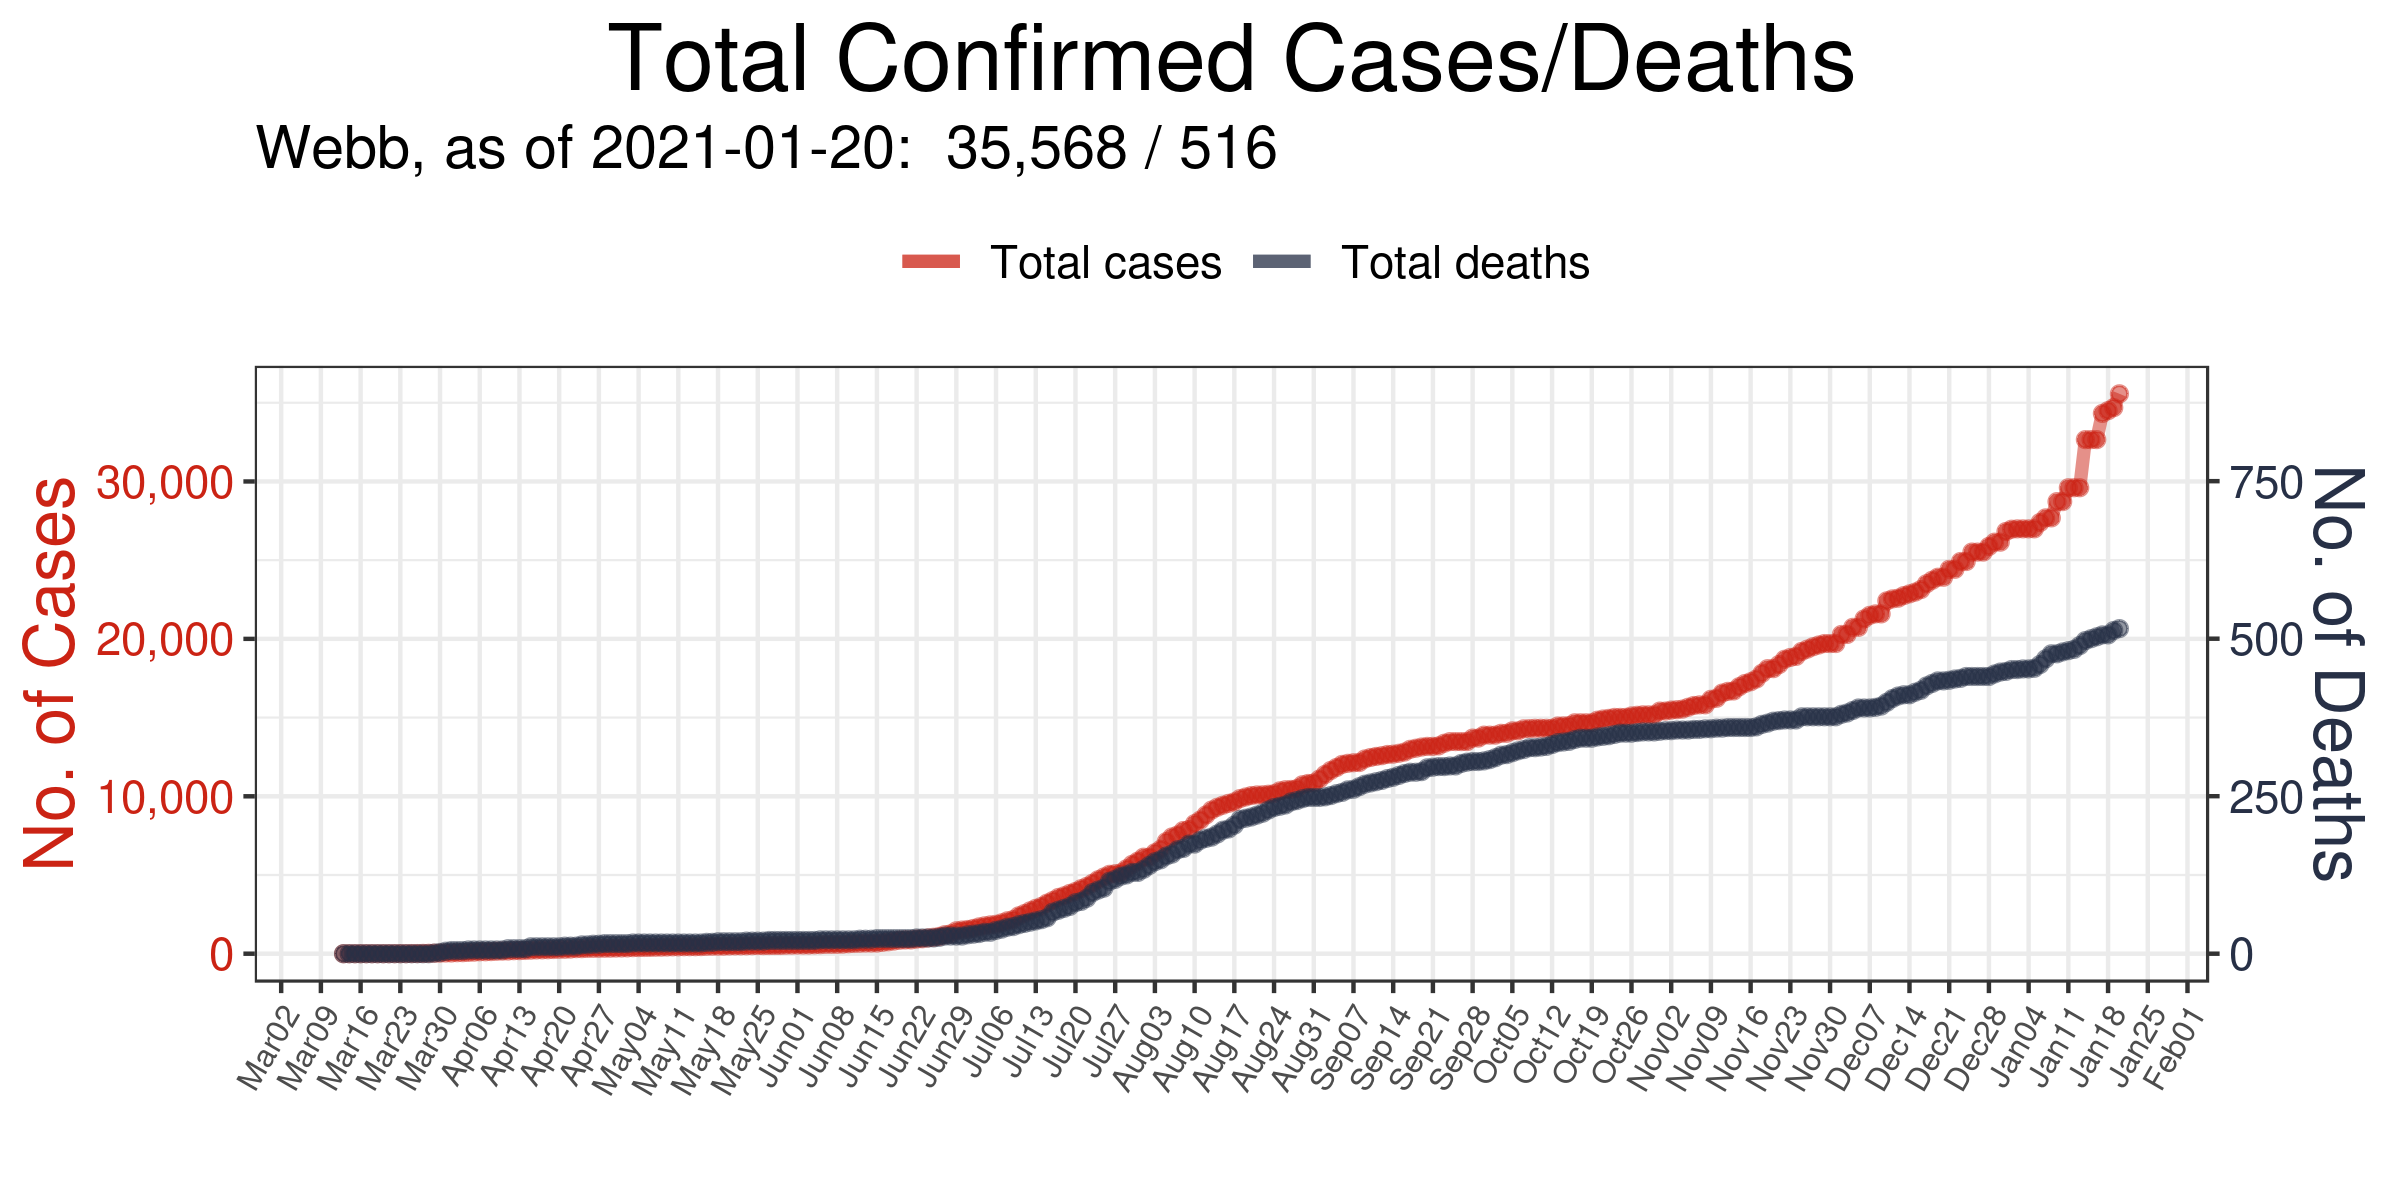 Total Confirmed Cases/Deaths
Webb, as of 2021-01-20:  35,568 / 516
Total cases
Total deaths
No. of Cases
30,000
20,000
10,000
0
750
500
250
0
No. of Deaths
Mar02
Mar09
Mar16
Mar23
Mar30
Apr06
Apr13
Apr20
Apr27
May04
May11
May18
May25
Jun01
Jun08
Jun15
Jun22
Jun29
Jul06
Jul13
Jul20
Jul27
Aug03
Aug10
Aug17
Aug24
Aug31
Sep07
Sep14
Sep21
Sep28
Oct05
Oct12
Oct19
Oct26
Nov02
Nov09
Nov16
Nov23
Nov30
Dec07
Dec14
Dec21
Dec28
Jan04
Jan11
Jan18
Jan25
Feb01